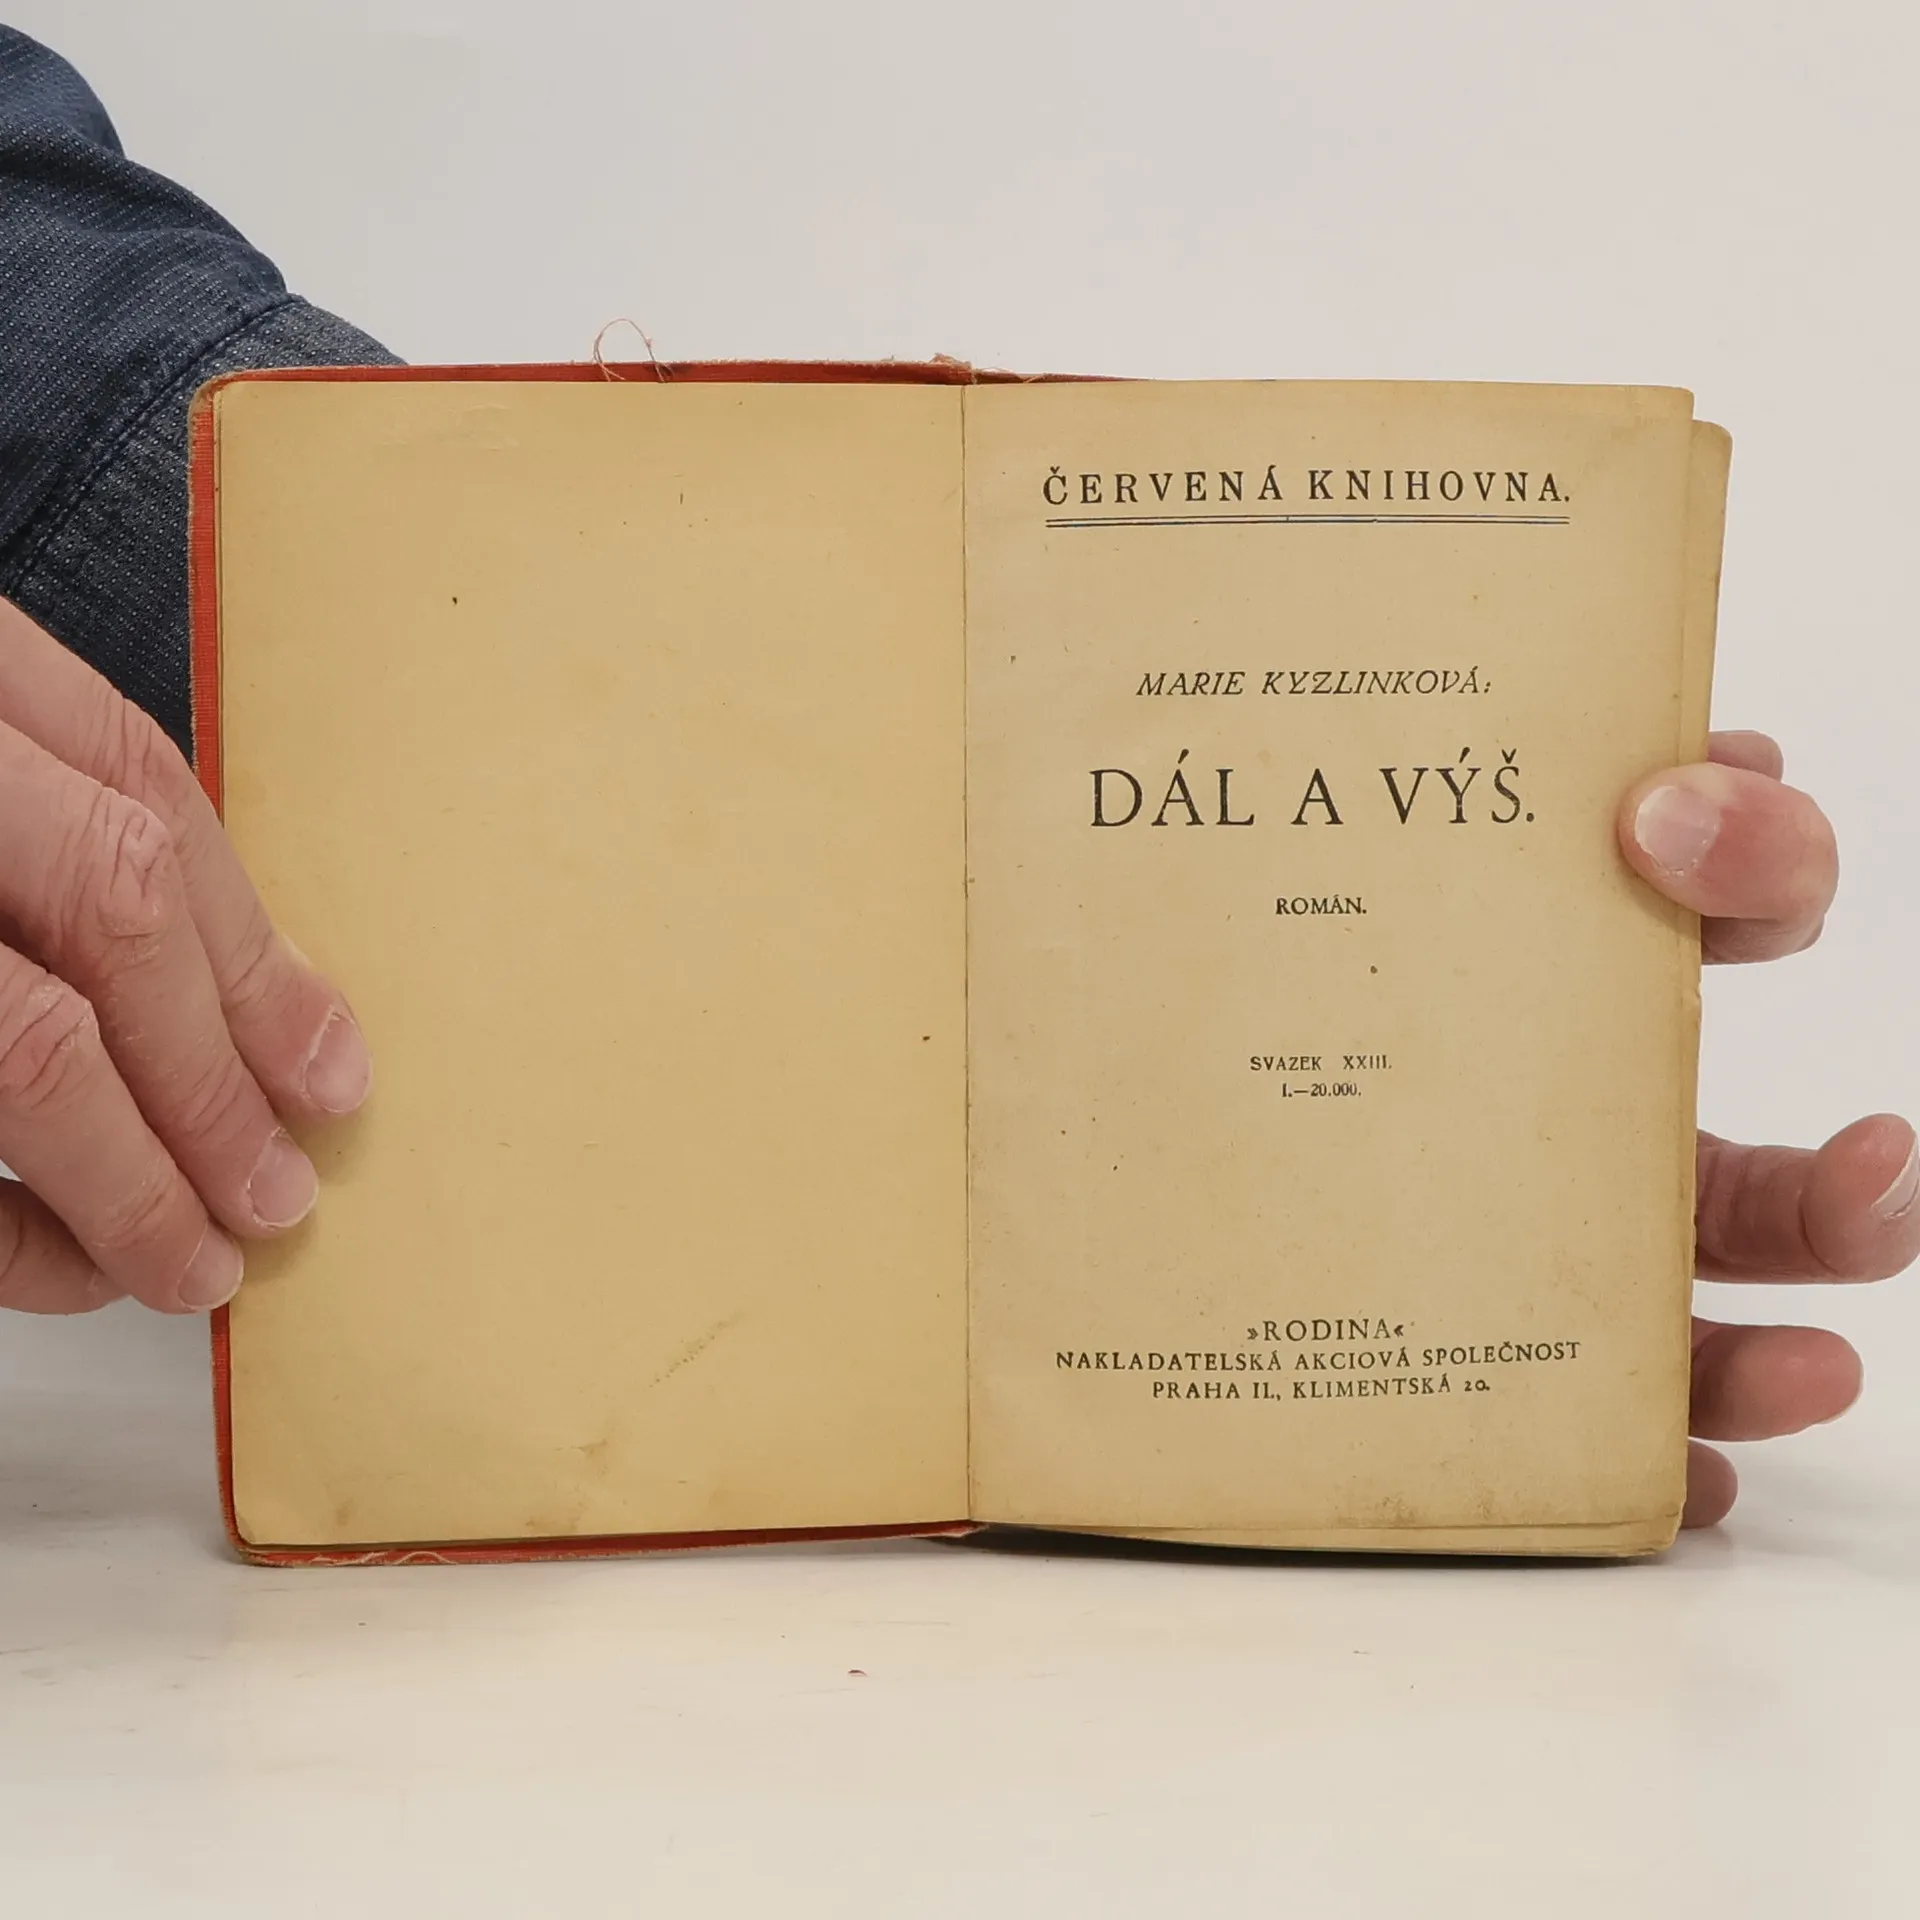 ČERVENÁ KNIHOVNA.
MARIE KYZLINKOVÁ:
DÁL A VÝŠ.
ROMÁN.
SVAZEK XXIII.
1.—20.000.
»RODINA«
NAKLADATELSKÁ AKCIOVÁ SPOLEČNOST
PRAHA II., KLIMENTSKÁ 20.